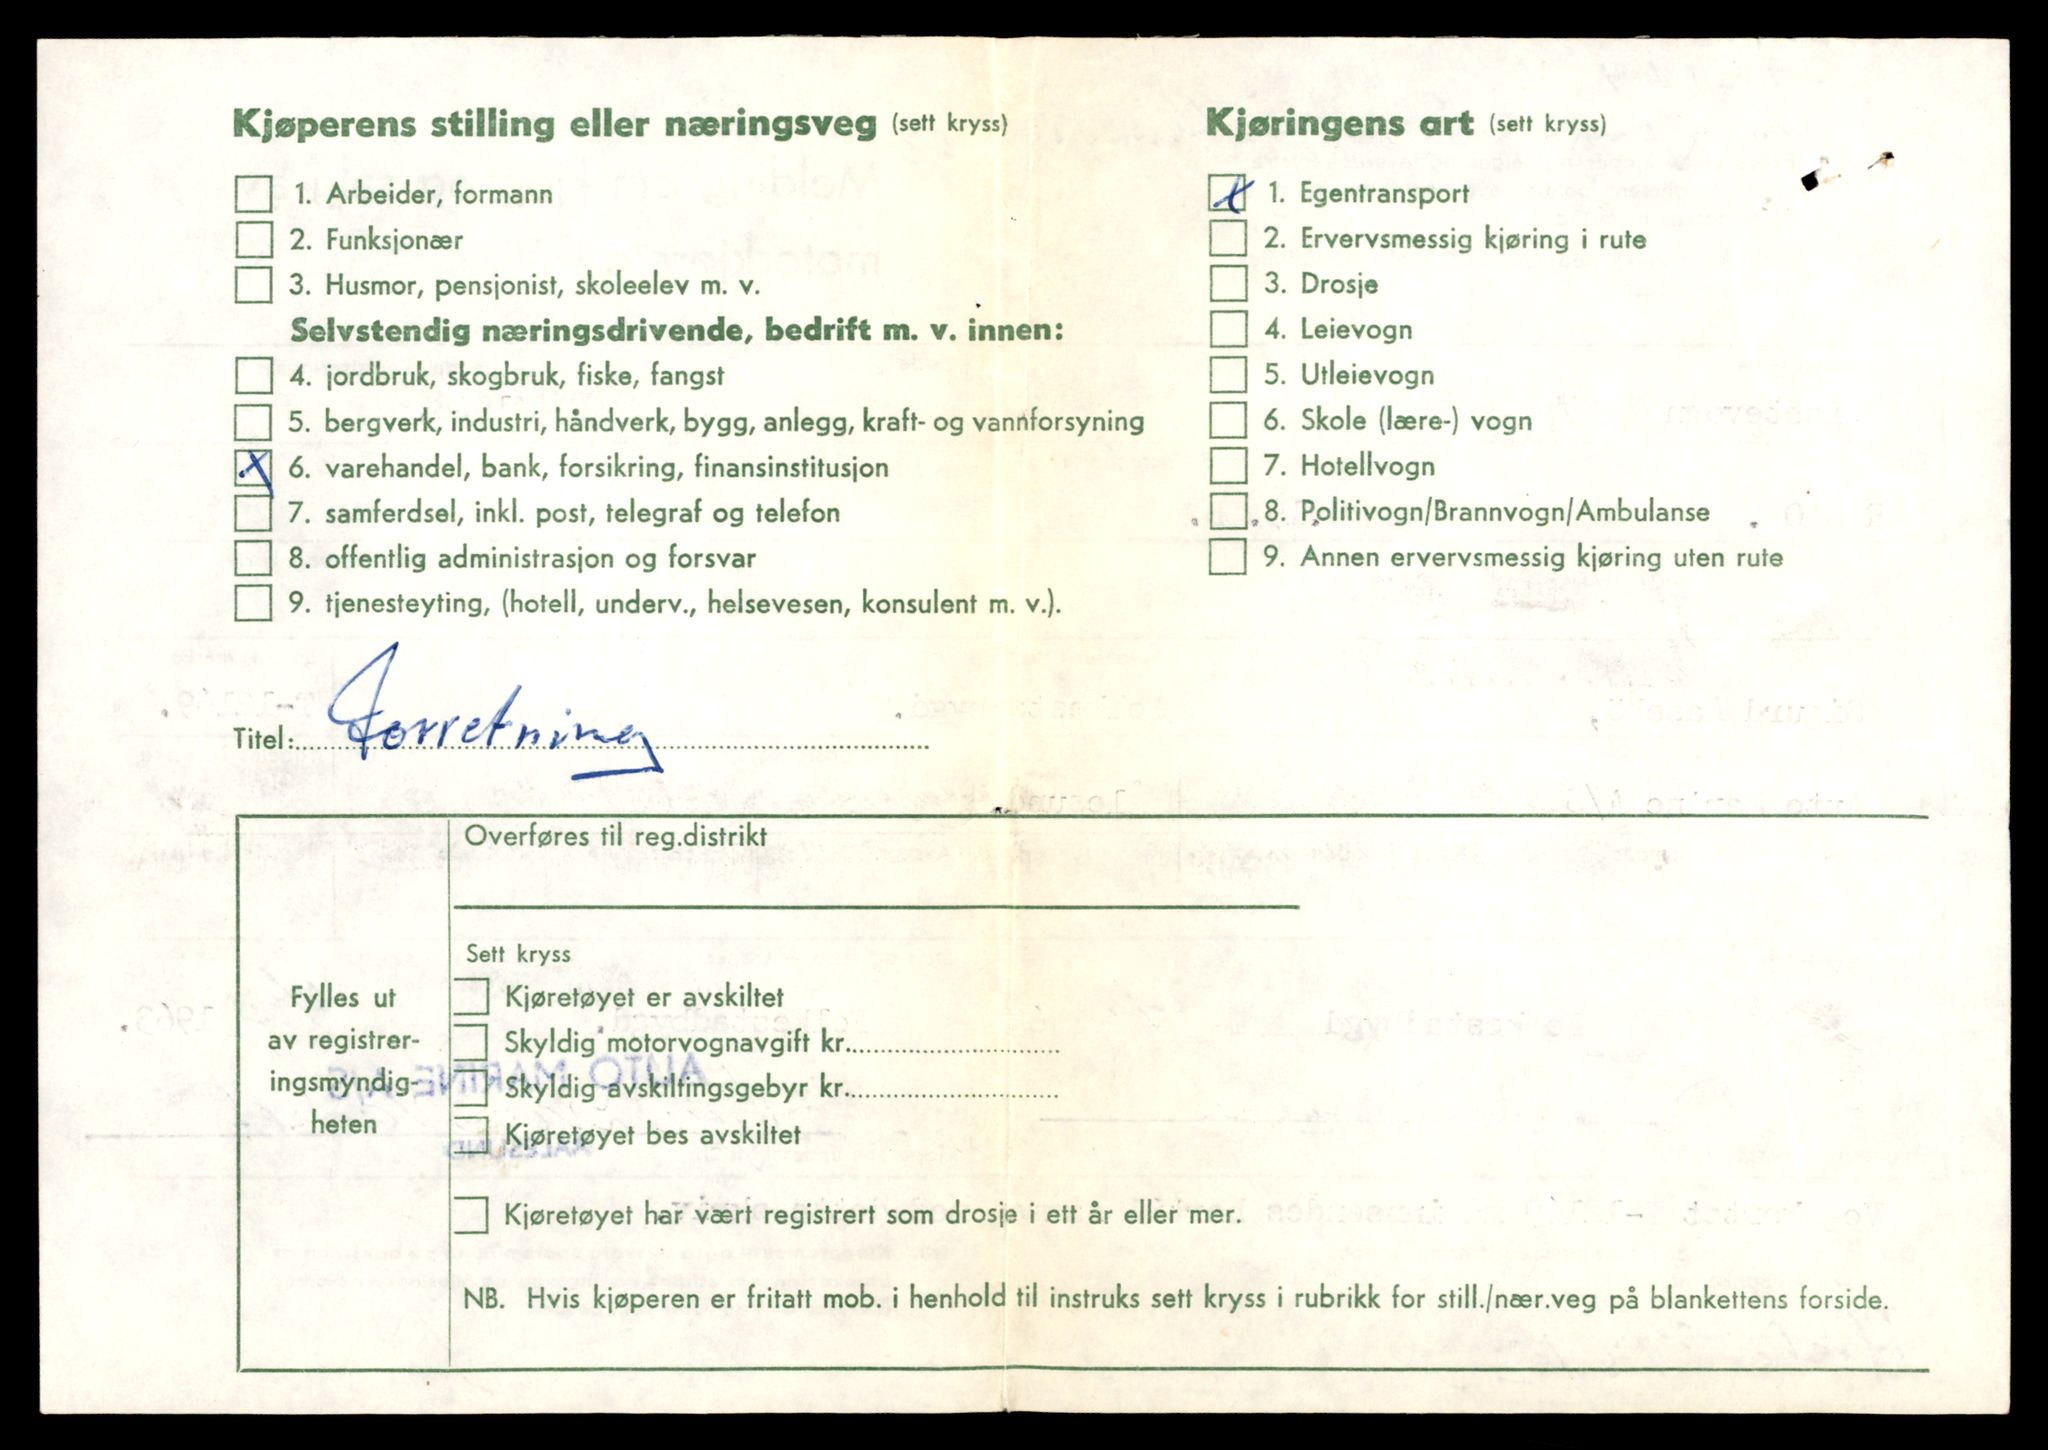 Kjøperens stilling eller næringsveg (sett kryss)
1. Arbeider, formann
2. Funksjonær
3. Husmor, pensjonist, skoleelev m. v.
Selvstendig næringsdrivende, bedrift m. v. innen:
4. jordbruk, skogbruk, fiske, fangst
5. bergverk, industri, håndverk, bygg, anlegg, kraft- og vannforsyning
x 6. varehandel, bank, forsikring, finansinstitusjon
7. samferdsel, inkl. post, telegraf og telefon
8. offentlig administrasjon og forsvar
9. tjenesteyting, (hotell, underv., helsevesen, konsulent m. v.).
Titel: Forretning
Kjøringens art (sett kryss)
x 1. Egentransport
2. Ervervsmessig kjøring i rute
3. Drosje
4. Leievogn
5. Utleievogn
6. Skole (lære-) vogn
7. Hotellvogn
8. Politivogn/Brannvogn/Ambulanse
9. Annen ervervsmessig kjøring uten rute
Fylles ut
av registrer-
ingsmyndig-
heten
Overføres til reg.distrikt
Sett kryss
Kjøretøyet er avskiltet
Skyldig motorvognavgift kr.
Skyldig avskiltingsgebyr kr.
Kjøretøyet bes avskiltet
Kjøretøyet har vært registrert som drosje i ett år eller mer.
NB. Hvis kjøperen er fritatt mob. i henhold til instruks sett kryss i rubrikk for still./nær.veg på blankettens forside.
AUTO MARINE A/S
AALESUND